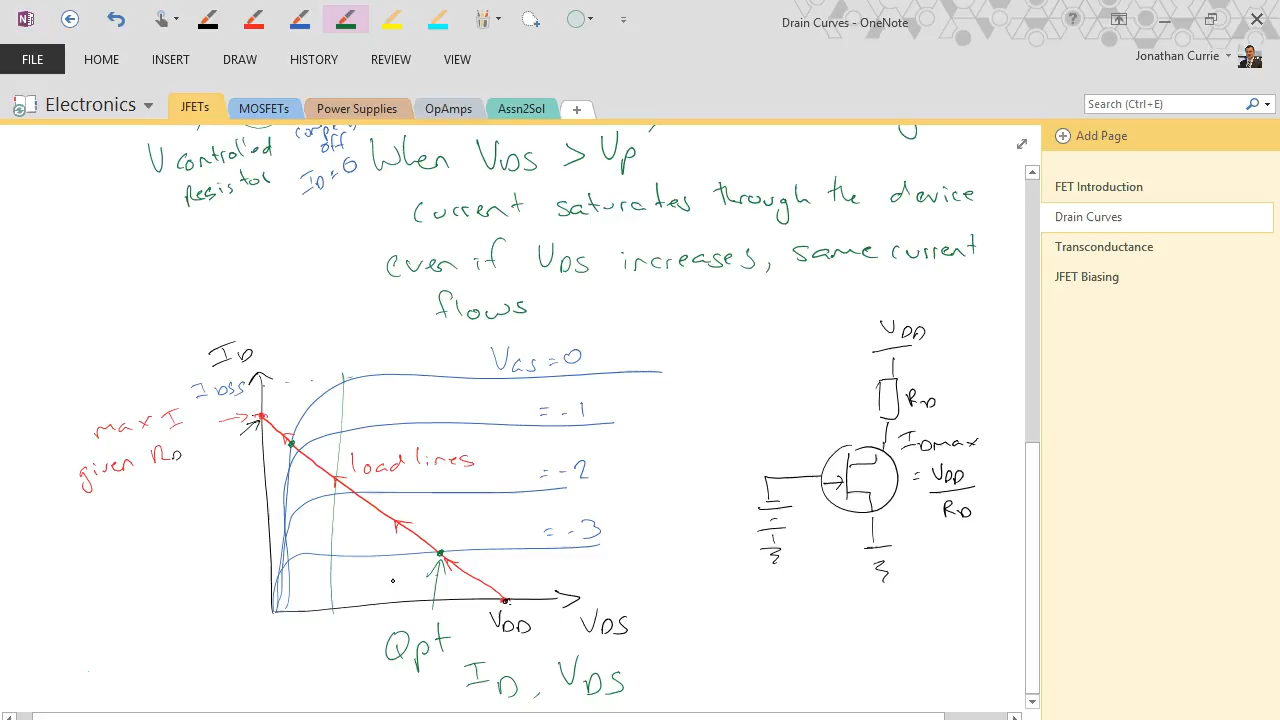 Drain Curves - OneNote
Jonathan Currie
FILE HOME INSERT DRAW HISTORY REVIEW VIEW
Electronics JFETs MOSFETs Power Supplies OpAmps Assn2Sol
Search (Ctrl+E)
Add Page
FET Introduction
Drain Curves
Transconductance
JFET Biasing
V controlled
Resistor
off
ID = 0
When VDS > Vp
current saturates through the device
even if VDS increases, same current
flows
ID
IDSS
VGS = 0
= -1
= -2
= -3
max I
given RD
load lines
VDD
VDS
Qpt
ID, VDS
VDD
RD
IDmax
= VDD
RD